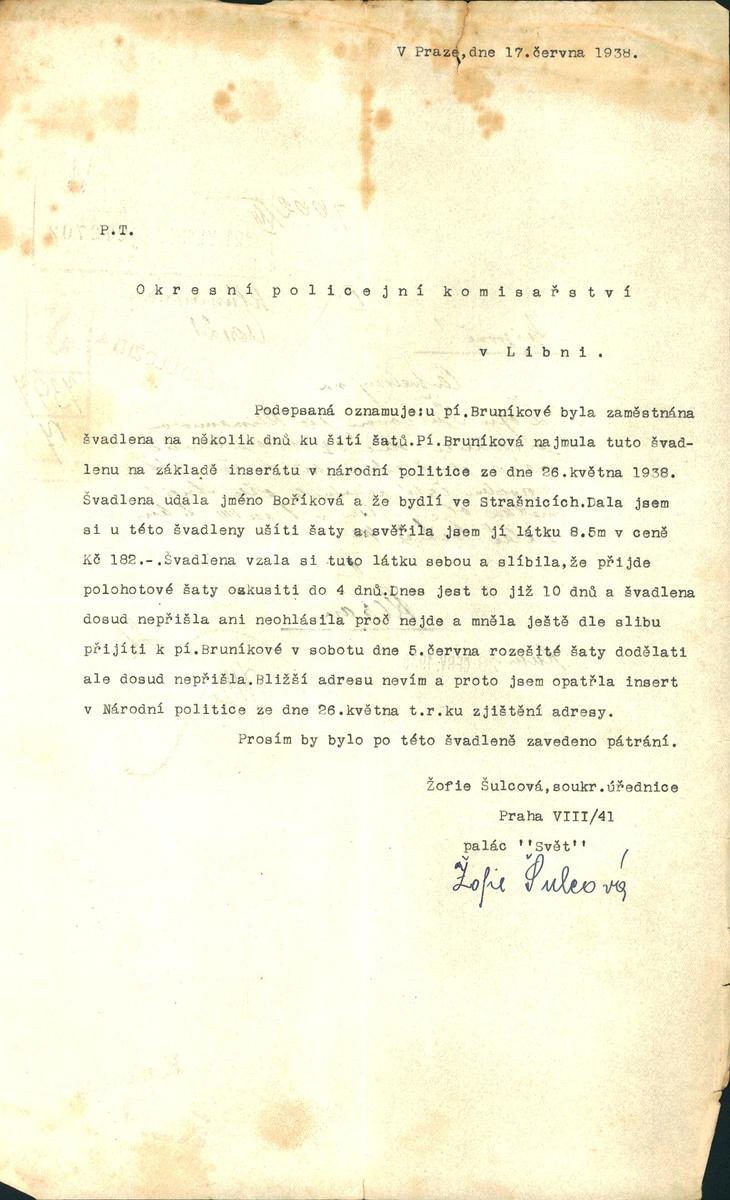 V Praze,dne 17.června 1938.
P.T.
Okresní policejní komisařství
v Libni.
Podepsaná oznamuje:u pí.Bruníkové byla zaměstnána
švadlena na několik dnů ku šití šatů.Pí.Bruníková najmula tuto švad-
lenu na základě inserátu v národní politice ze dne 26.května 1938.
Švadlena udala jméno Boříková a že bydlí ve Strašnicích.Dala jsem
si u této švadleny ušíti šaty a svěřila jsem jí látku 8.5m v ceně
Kč 182.-.Švadlena vzala si tuto látku sebou a slíbila,že přijde
polohotové šaty ozkusiti do 4 dnů.Dnes jest to již 10 dnů a švadlena
dosud nepřišla ani neohlásila proč nejde a mněla ještě dle slibu
přijíti k pí.Bruníkové v sobotu dne 5.června rozešité šaty dodělati
ale dosud nepřišla.Bližší adresu nevím a proto jsem opatřla insert
v Národní politice ze dne 26.května t.r.ku zjištění adresy.
Prosím by bylo po této švadleně zavedeno pátrání.
Žofie Šulcová,soukr.úřednice
Praha VIII/41
palác ''Svět''
Žofie Šulcová